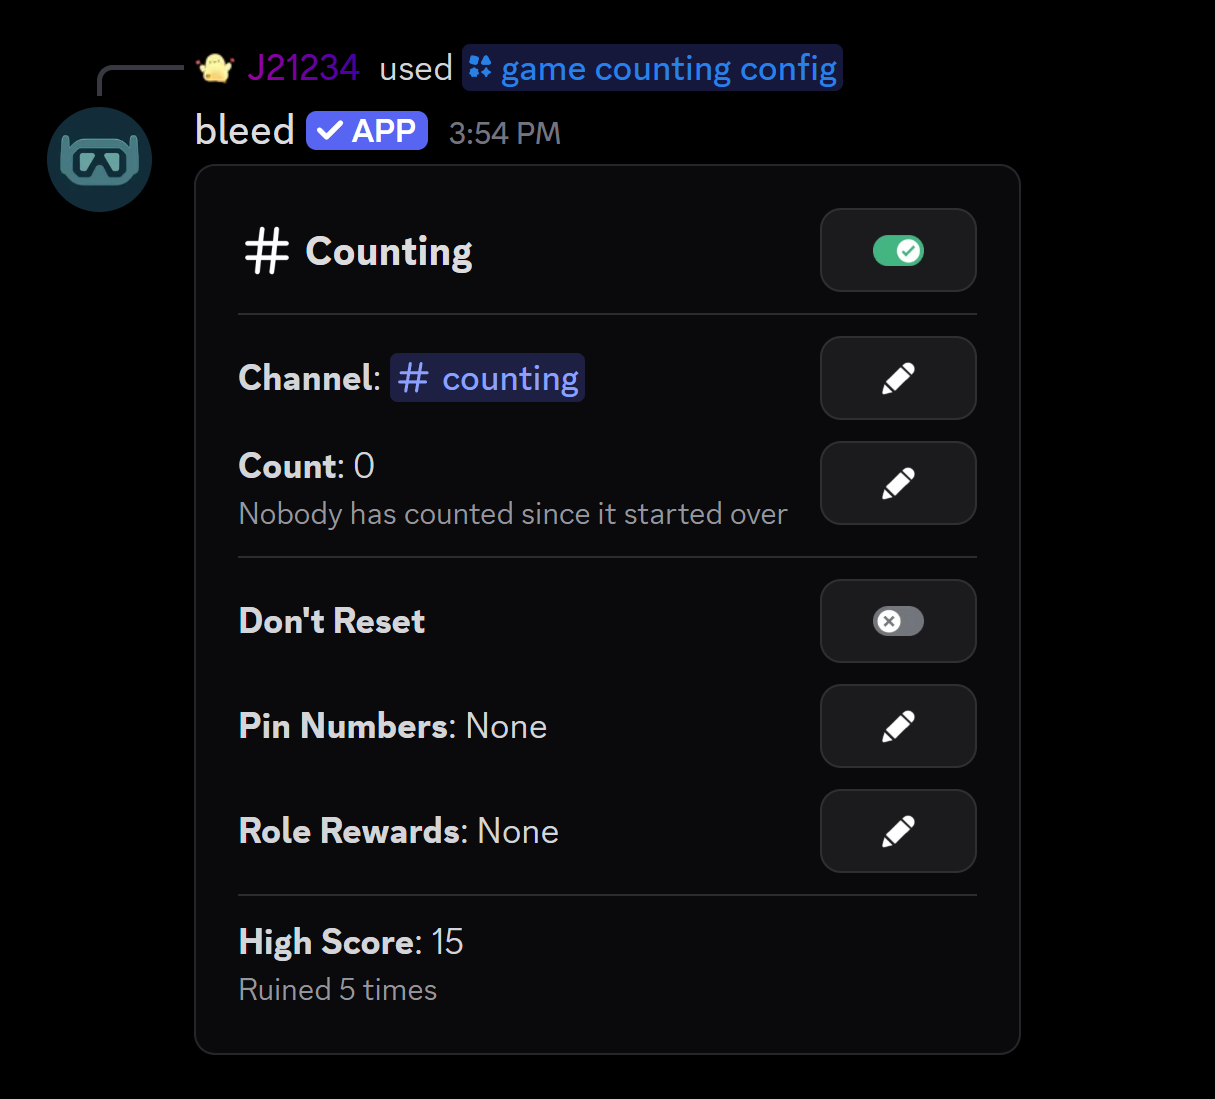 J21234 used game counting config
bleed APP 3:54 PM
# Counting
Channel: # counting
Count: 0
Nobody has counted since it started over
Don't Reset
Pin Numbers: None
Role Rewards: None
High Score: 15
Ruined 5 times